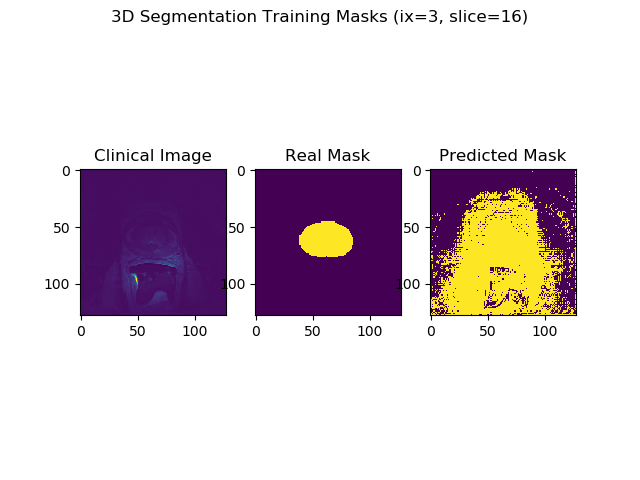 3D Segmentation Training Masks (ix=3, slice=16)
Clinical Image Real Mask Predicted Mask
0 0 0
50 50 50
100 100 100
0 50 100 0 50 100 0 50 100